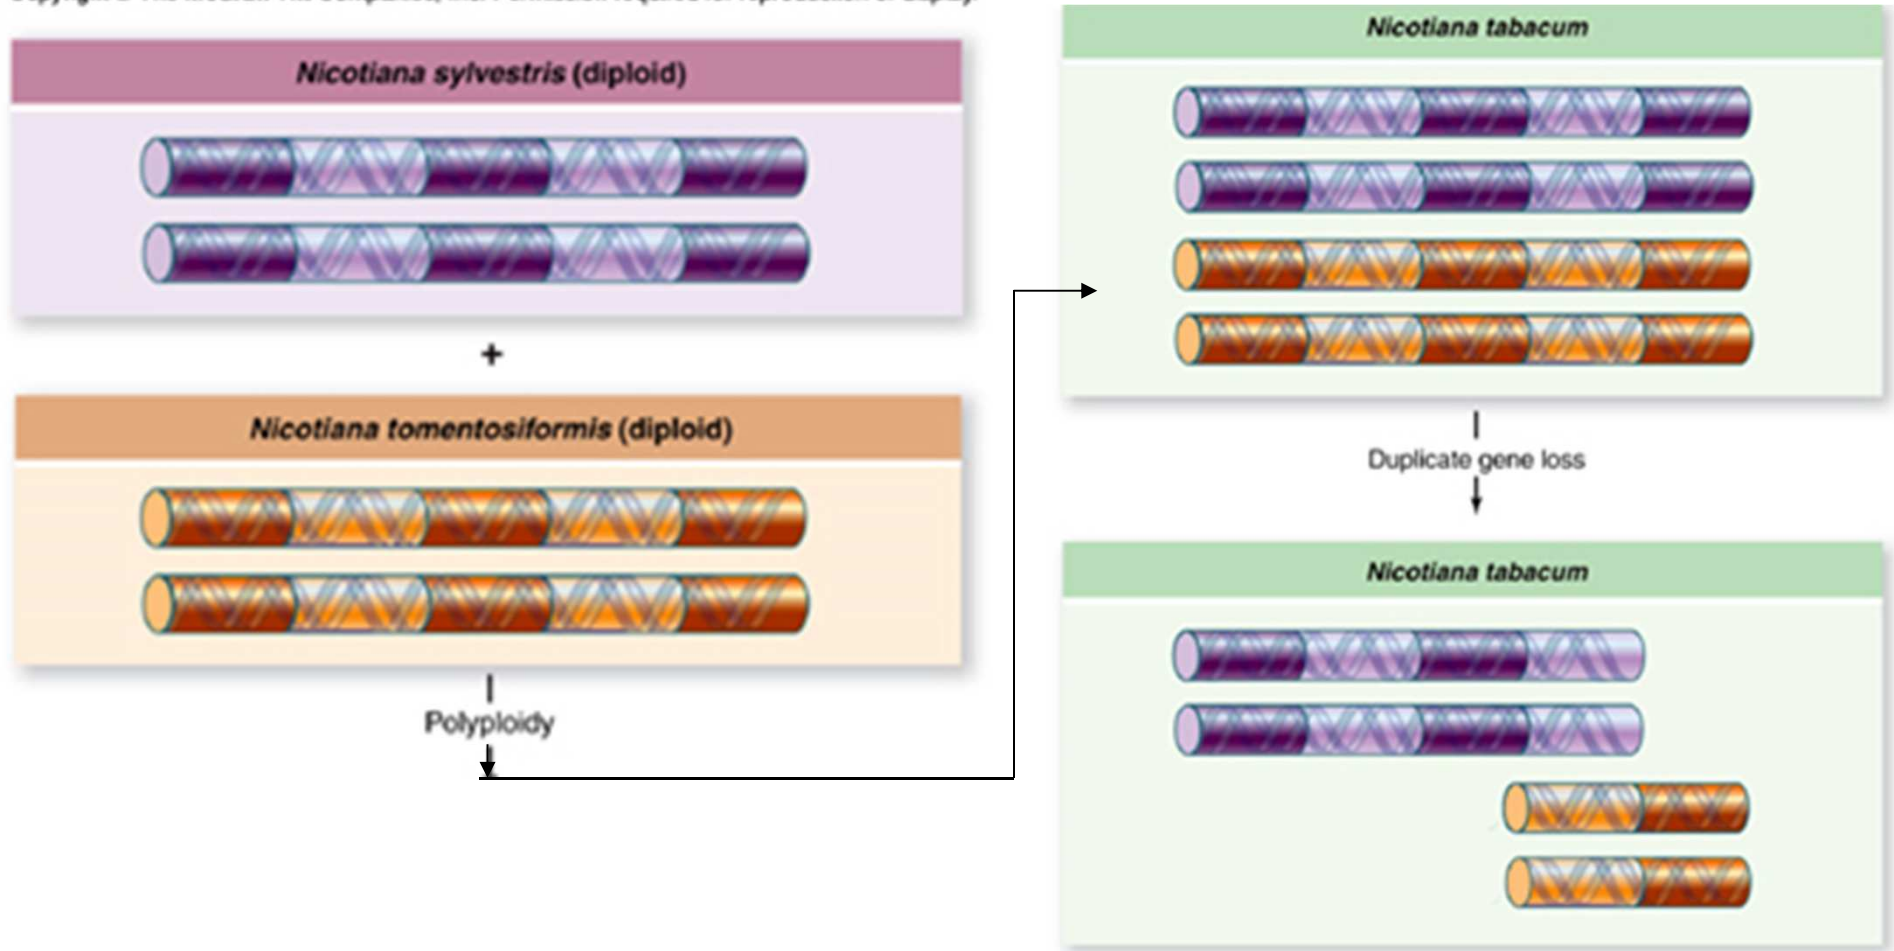 Nicotiana sylvestris (diploid)
+
Nicotiana tomentosiformis (diploid)
Polyploidy
Nicotiana tabacum
Duplicate gene loss
Nicotiana tabacum